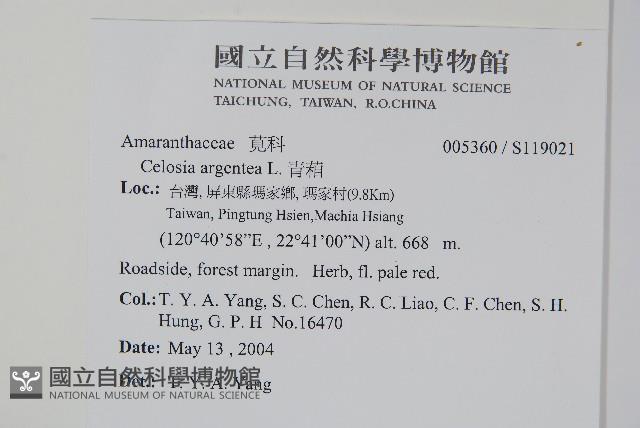 國立自然科學博物館
NATIONAL MUSEUM OF NATURAL SCIENCE
TAICHUNG, TAIWAN, R.O.CHINA
Amaranthaceae 莧科 005360 / S119021
Celosia argentea L. 青葙
Loc.: 台灣, 屏東縣瑪家鄉, 瑪家村(9.8Km)
Taiwan, Pingtung Hsien,Machia Hsiang
(120°40'58"E , 22°41'00"N) alt. 668 m.
Roadside, forest margin. Herb, fl. pale red.
Col.: T. Y. A. Yang, S. C. Chen, R. C. Liao, C. F. Chen, S. H.
Hung, G. P. H No.16470
Date: May 13 , 2004
Det.: T. Y. A. Yang
國立自然科學博物館
NATIONAL MUSEUM OF NATURAL SCIENCE